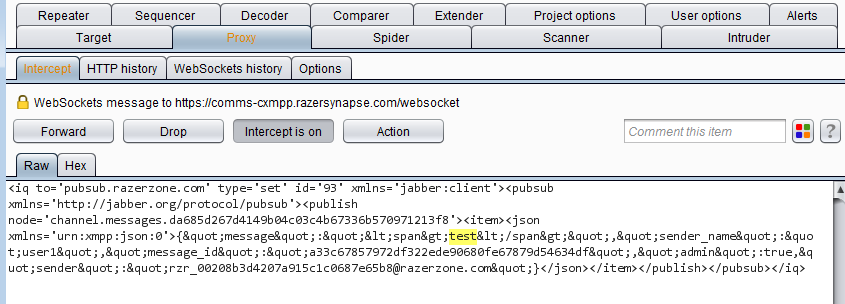 Repeater Sequencer Decoder Comparer Extender Project options User options Alerts
Target Proxy Spider Scanner Intruder
Intercept HTTP history WebSockets history Options
WebSockets message to https://comms-cxmpp.razersynapse.com/websocket
Forward Drop Intercept is on Action Comment this item ?
Raw Hex
<iq to='pubsub.razerzone.com' type='set' id='93' xmlns='jabber:client'><pubsub
xmlns='http://jabber.org/protocol/pubsub'><publish
node='channel.messages.da685d267d4149b04c03c4b67336b570971213f8'><item><json
xmlns='urn:xmpp:json:0'>{&quot;message&quot;:&quot;&lt;span&gt;test&lt;/span&gt;&quot;,&quot;sender_name&quot;:&quo
t;user1&quot;,&quot;message_id&quot;:&quot;a33c67857972df322ede90680fe67879d54634df&quot;,&quot;admin&quot;:true,&q
uot;sender&quot;:&quot;rzr_00208b3d4207a915c1c0687e65b8@razerzone.com&quot;}</json></item></publish></pubsub></iq>